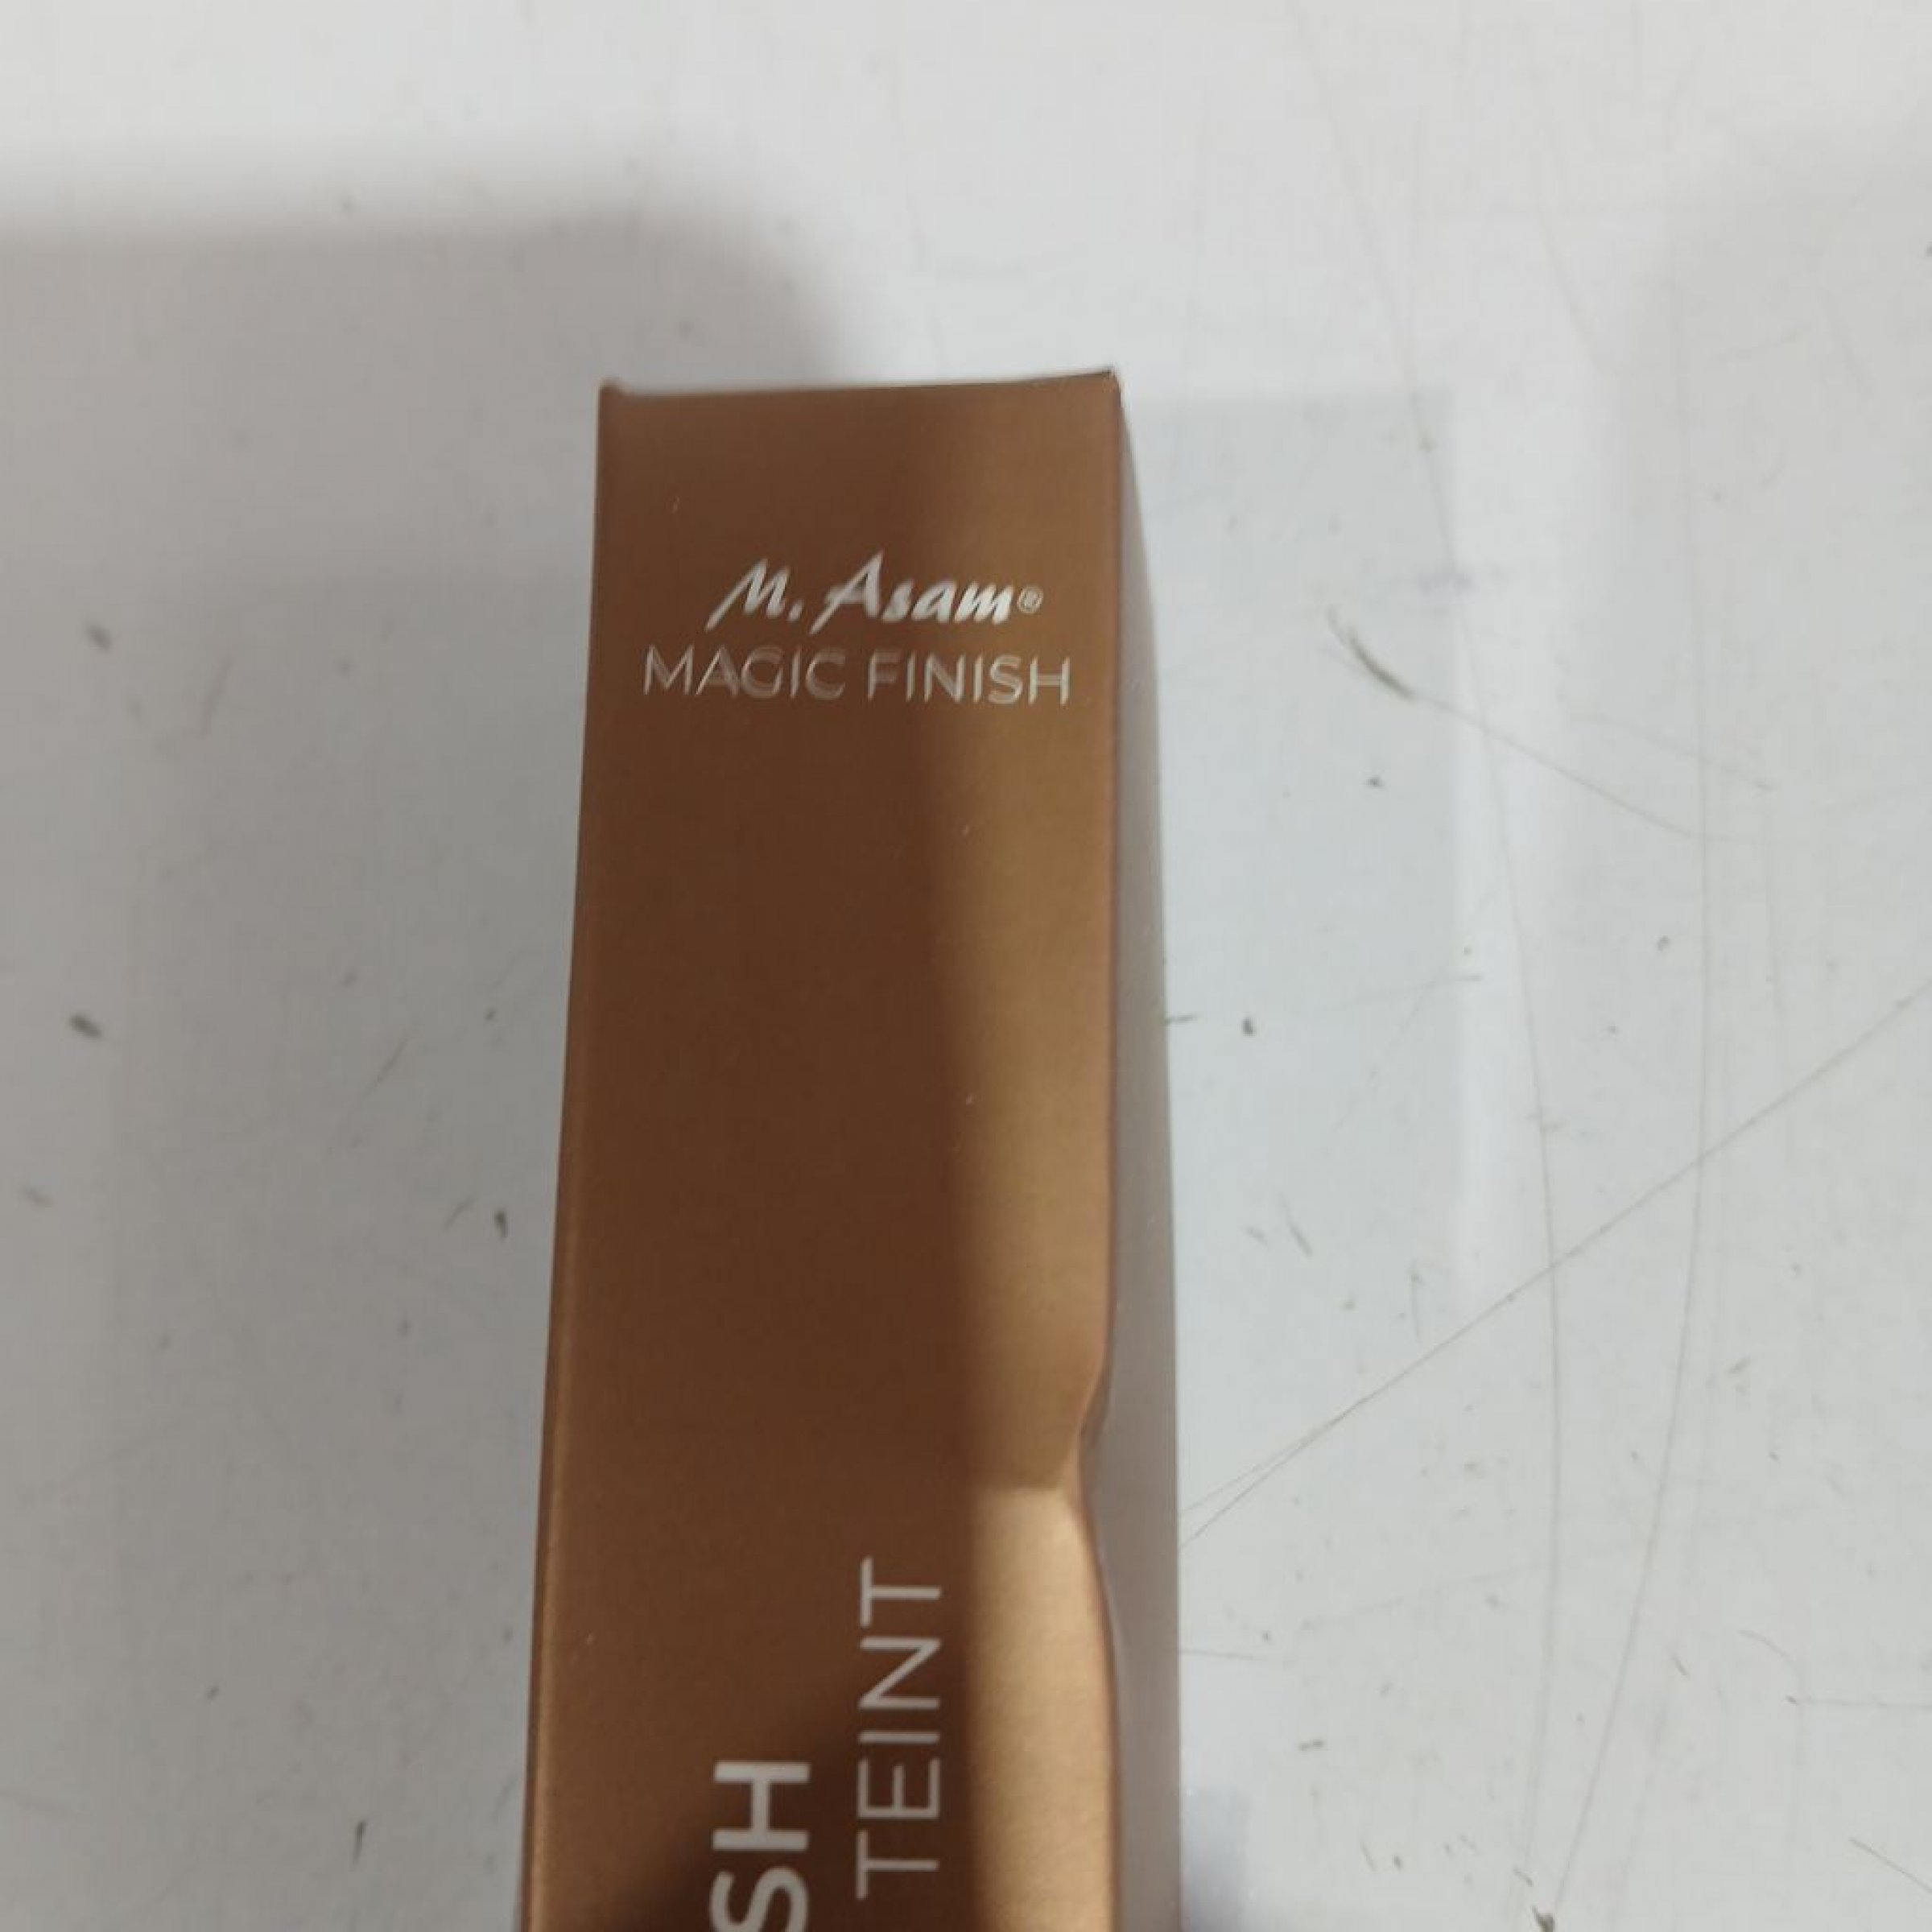 M. Asam®
MAGIC FINISH
SH
TEINT